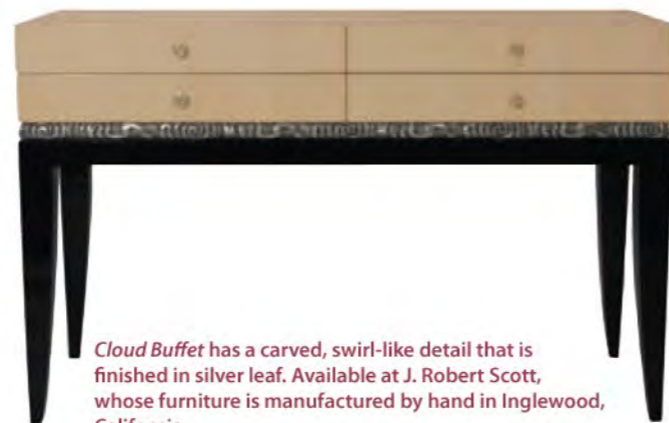 Cloud Buffet has a carved, swirl-like detail that is
finished in silver leaf. Available at J. Robert Scott,
whose furniture is manufactured by hand in Inglewood,
California.